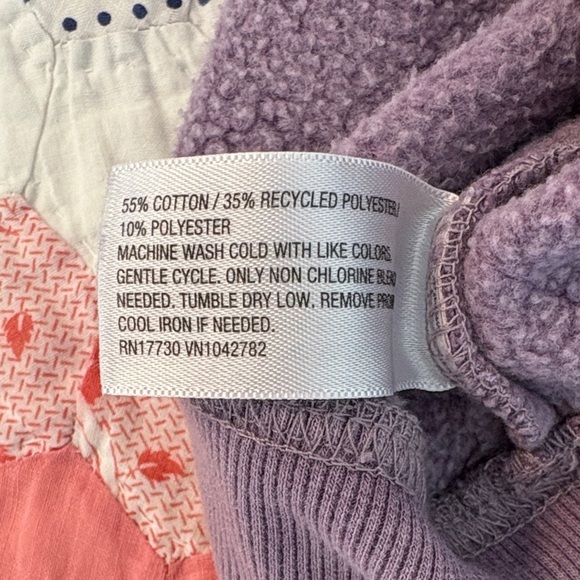 55% COTTON / 35% RECYCLED POLYESTER/
10% POLYESTER
MACHINE WASH COLD WITH LIKE COLORS.
GENTLE CYCLE. ONLY NON CHLORINE
NEEDED. TUMBLE DRY LOW. REMOVE
COOL IRON IF NEEDED.
RN17730 VN1042782